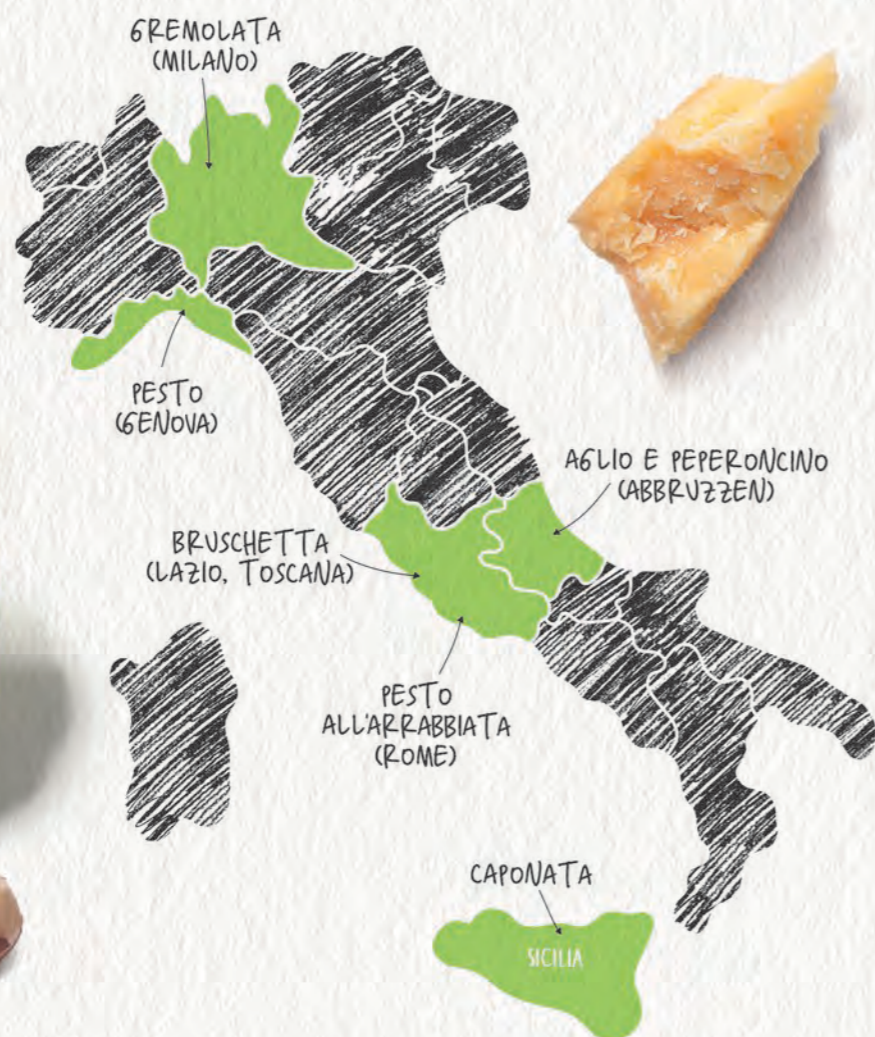 GREMOLATA
(MILANO)
PESTO
(GENOVA)
AGLIO E PEPERONCINO
(ABBRUZZEN)
BRUSCHETTA
(LAZIO, TOSCANA)
PESTO
ALL'ARRABBIATA
(ROME)
CAPONATA
SICILIA